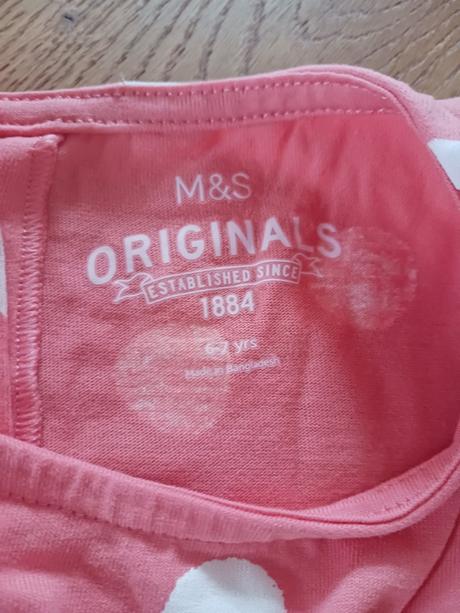 M&S
ORIGINALS
ESTABLISHED SINCE
1884
6-7 yrs
Made in Bangladesh